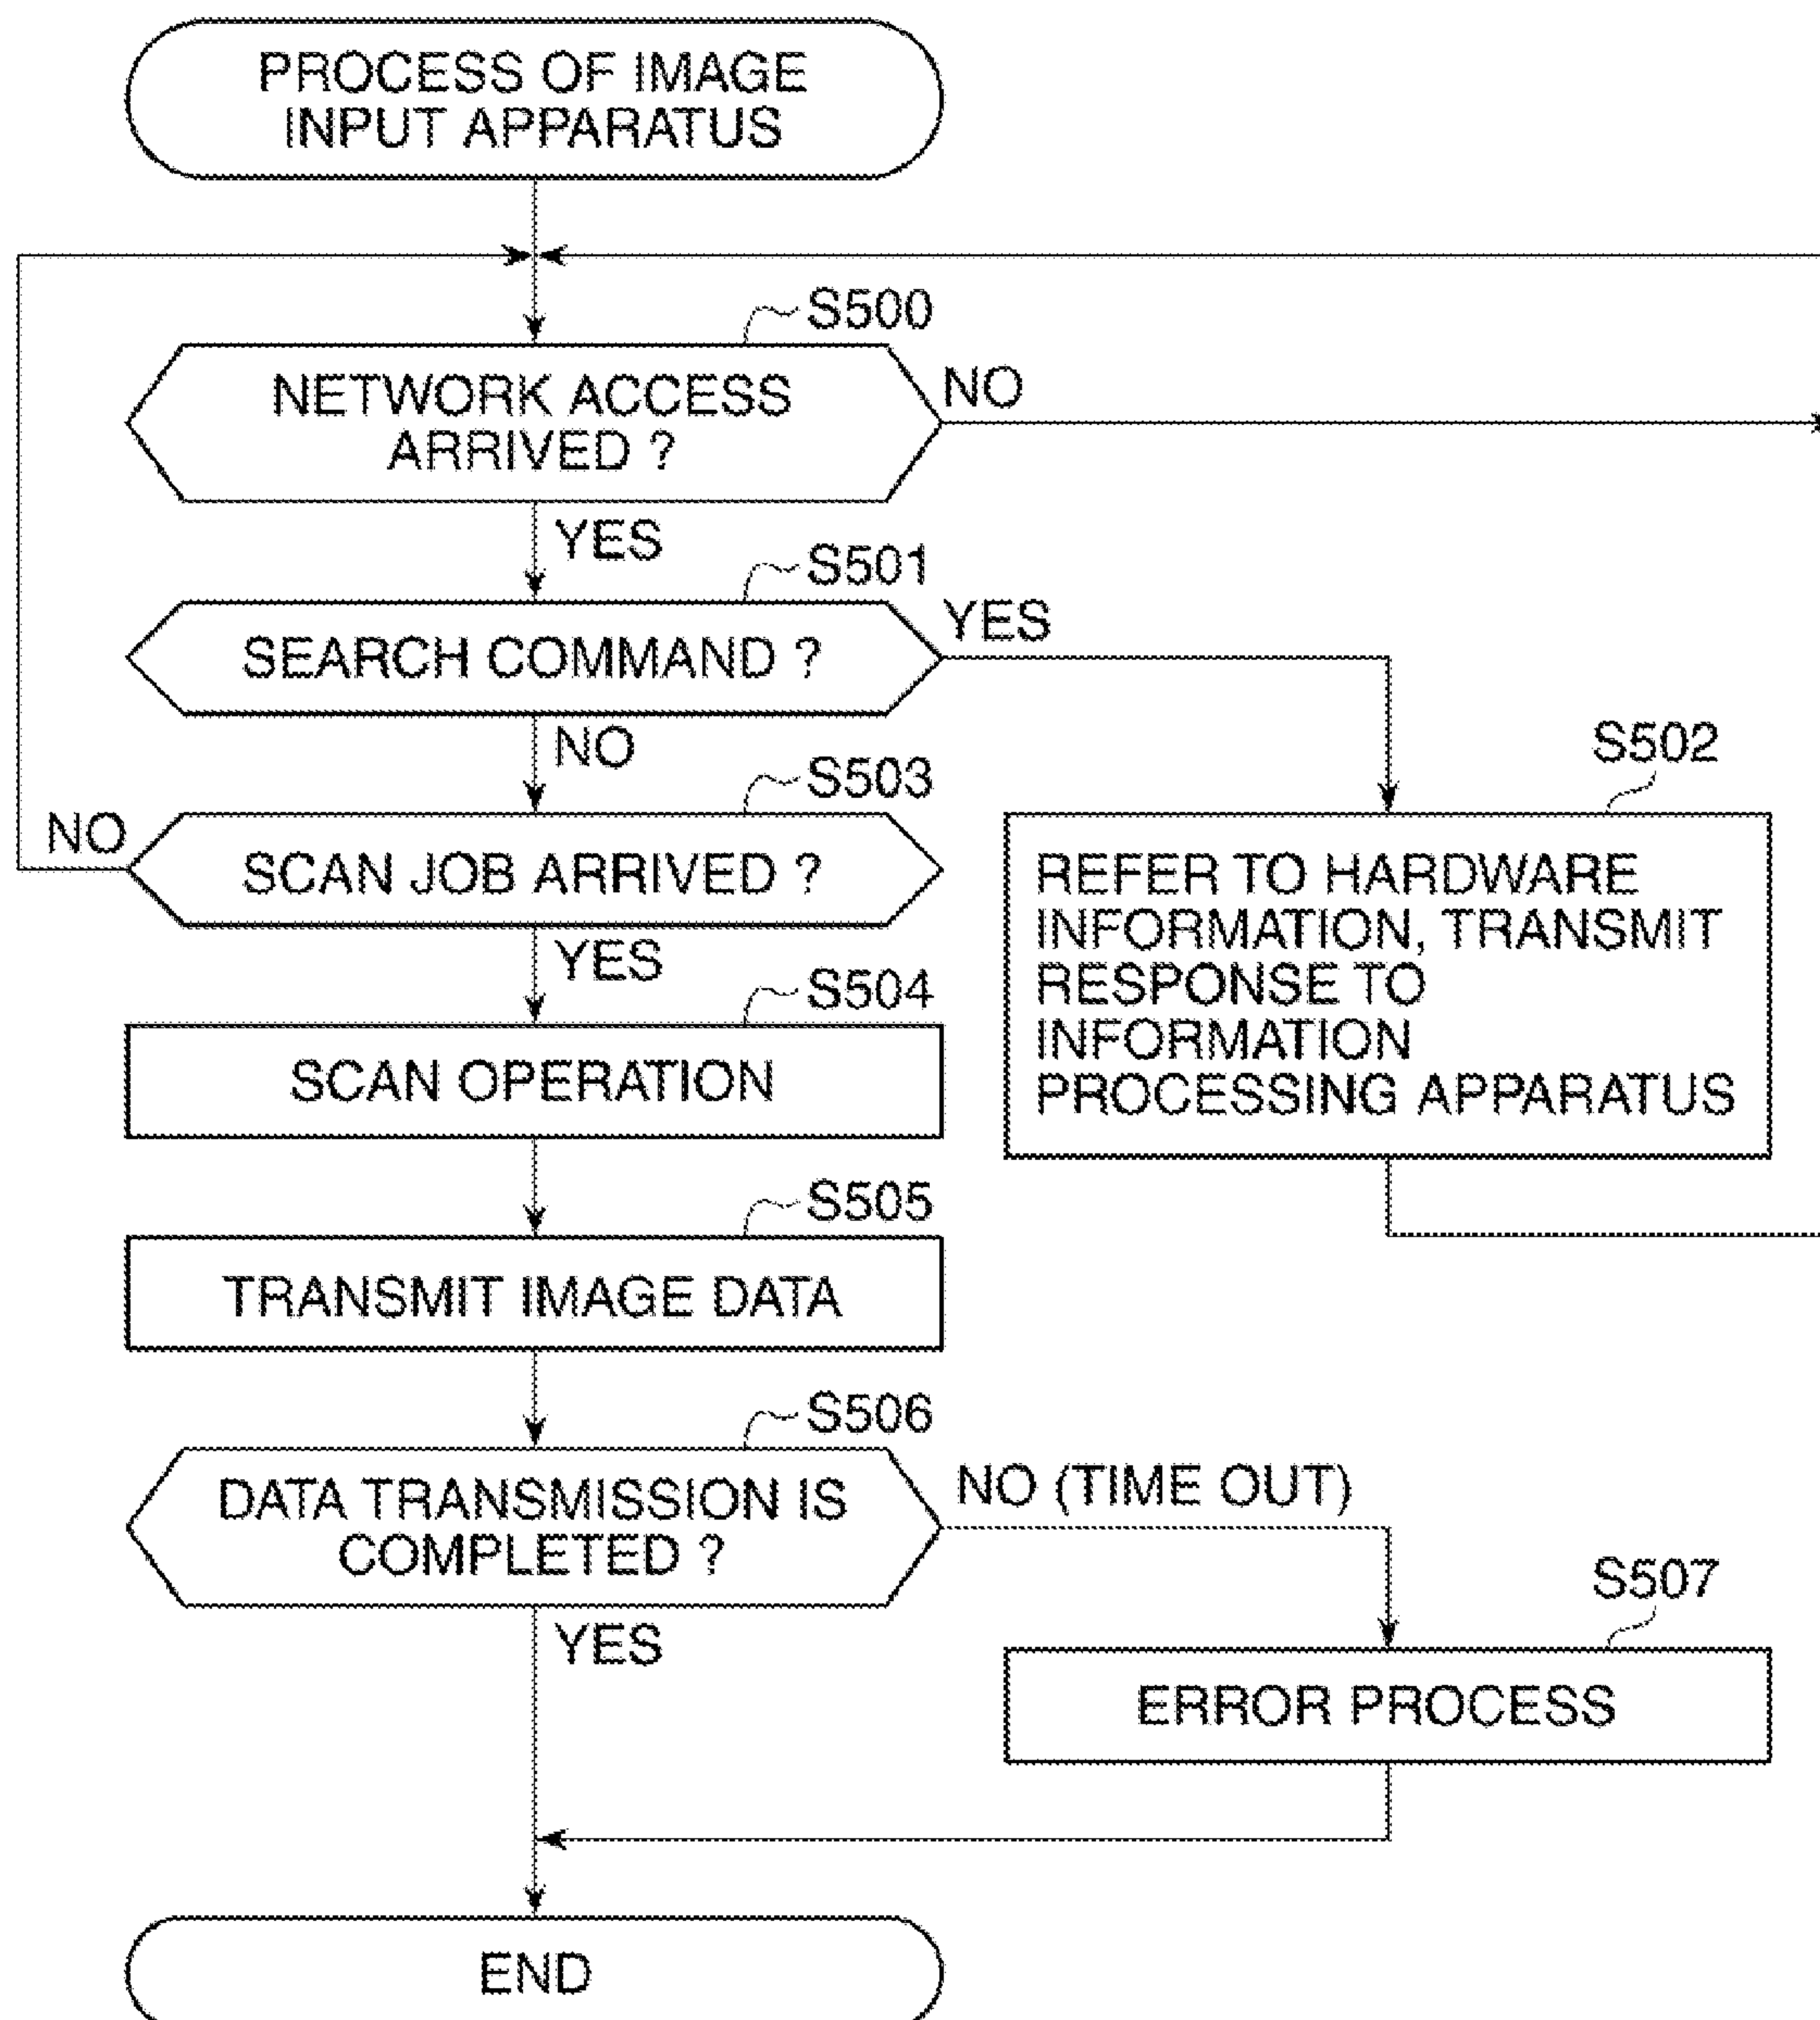 PROCESS OF IMAGE
INPUT APPARATUS
S500
NETWORK ACCESS
ARRIVED ?
NO
YES
S501
SEARCH COMMAND ?
YES
NO
S502
REFER TO HARDWARE
INFORMATION, TRANSMIT
RESPONSE TO
INFORMATION
PROCESSING APPARATUS
S503
SCAN JOB ARRIVED ?
NO
YES
S504
SCAN OPERATION
S505
TRANSMIT IMAGE DATA
S506
DATA TRANSMISSION IS
COMPLETED ?
NO (TIME OUT)
YES
S507
ERROR PROCESS
END